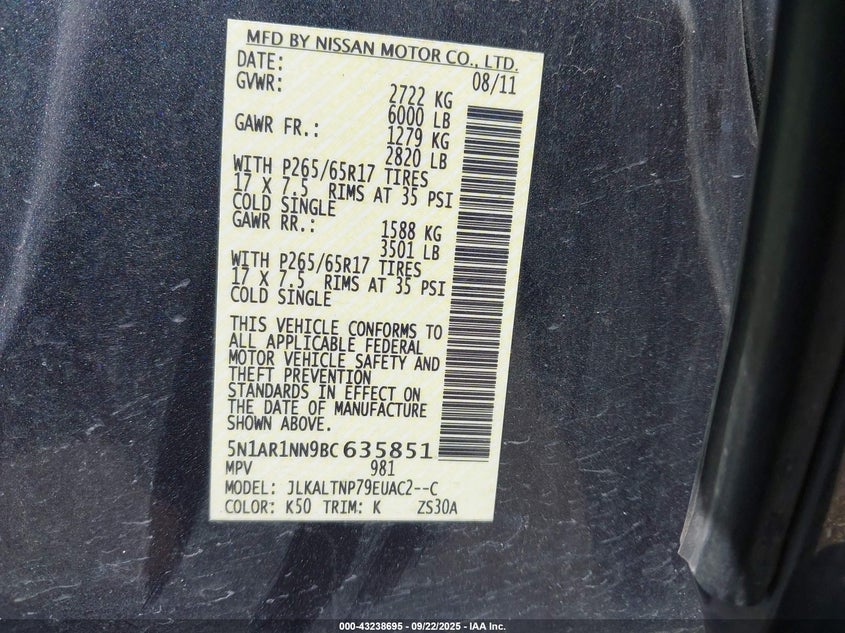 MFD BY NISSAN MOTOR CO., LTD.
DATE: 08/11
GVWR: 2722 KG
6000 LB
GAWR FR.: 1279 KG
2820 LB
WITH P265/65R17 TIRES
17 X 7.5 RIMS AT 35 PSI
COLD SINGLE
GAWR RR.: 1588 KG
3501 LB
WITH P265/65R17 TIRES
17 X 7.5 RIMS AT 35 PSI
COLD SINGLE
THIS VEHICLE CONFORMS TO
ALL APPLICABLE FEDERAL
MOTOR VEHICLE SAFETY AND
THEFT PREVENTION
STANDARDS IN EFFECT ON
THE DATE OF MANUFACTURE
SHOWN ABOVE.
5N1AR1NN9BC635851
MPV 981
MODEL: JLKALTNP79EUAC2--C
COLOR: K50 TRIM: K ZS30A
000-43238695 - 09/22/2025 - IAA Inc.